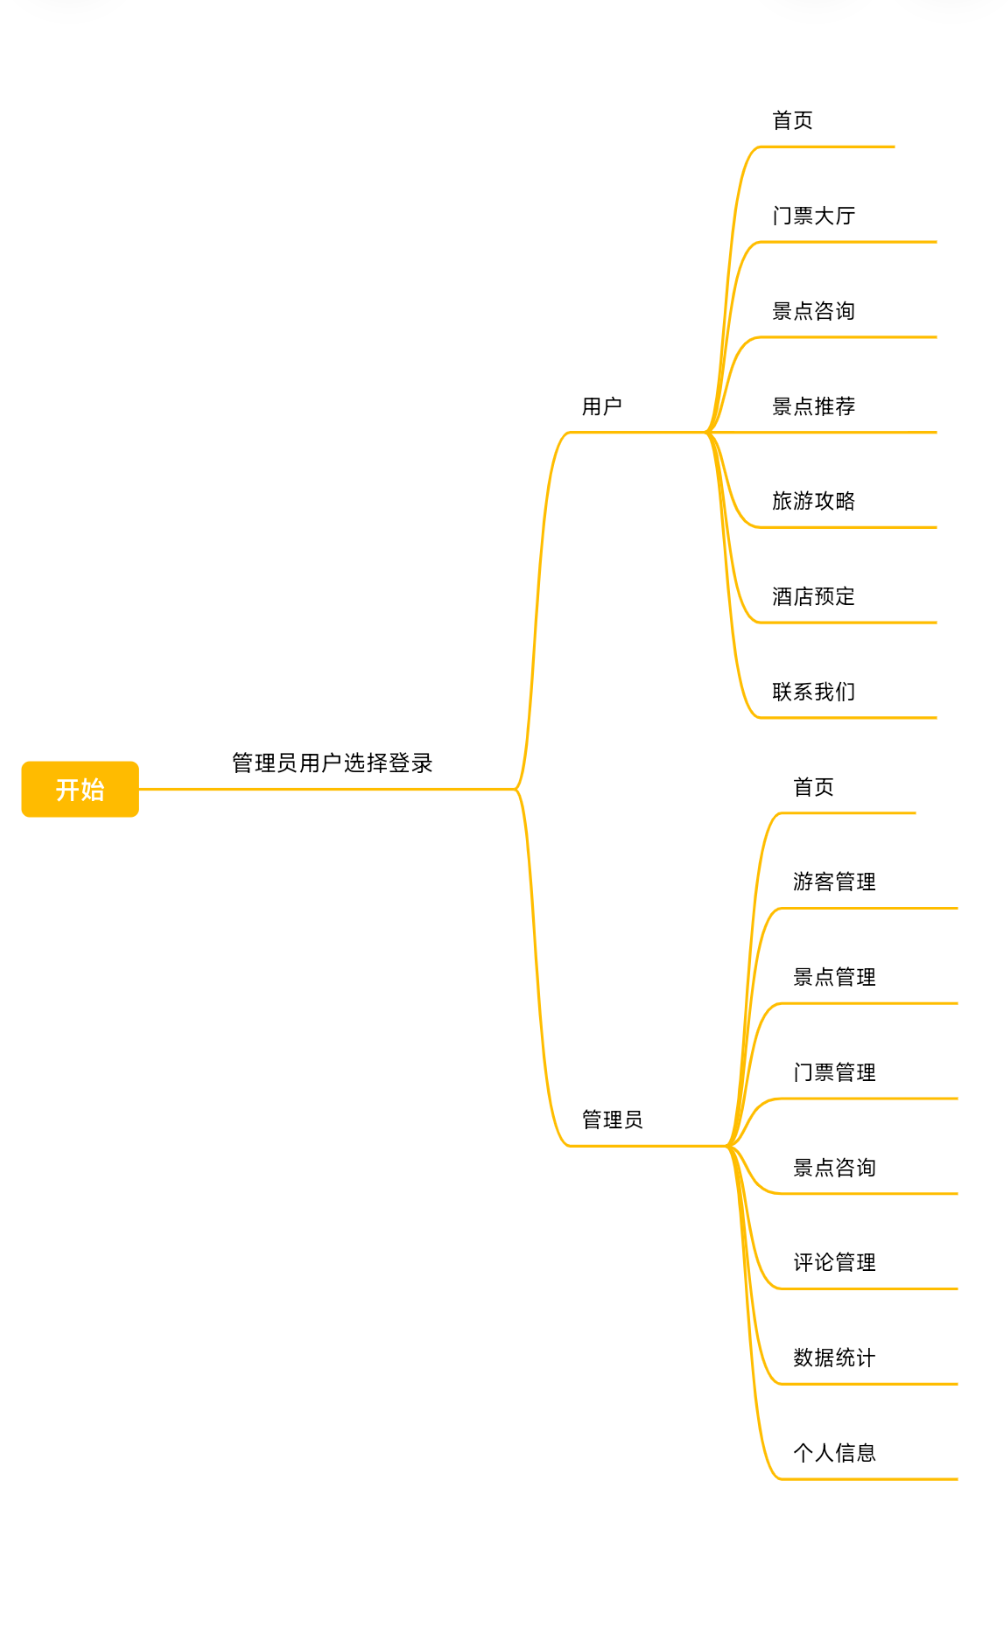 首页
门票大厅
景点咨询
用户
景点推荐
旅游攻略
酒店预定
联系我们
管理员用户选择登录
开始
首页
游客管理
景点管理
门票管理
管理员
景点咨询
评论管理
数据统计
个人信息